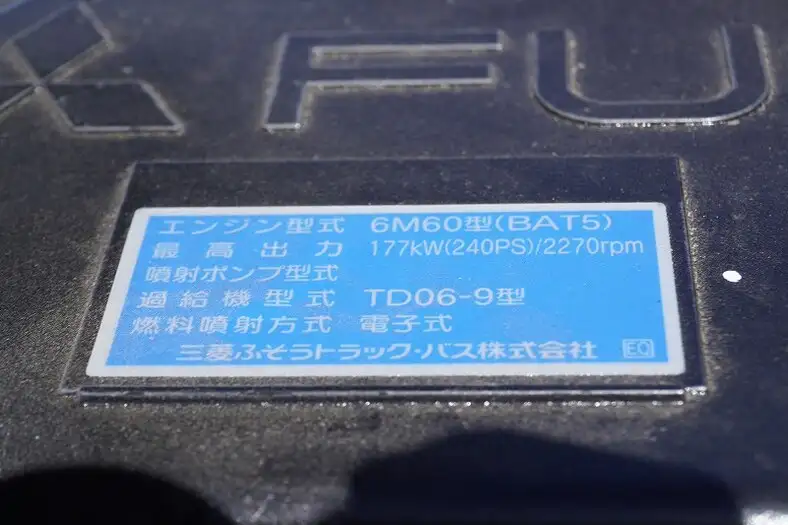 FU
エンジン型式 6M60型(BAT5)
最高出力 177kW(240PS)/2270rpm
噴射ポンプ型式
過給機型式 TD06-9型
燃料噴射方式 電子式
三菱ふそうトラック・バス株式会社 EQ